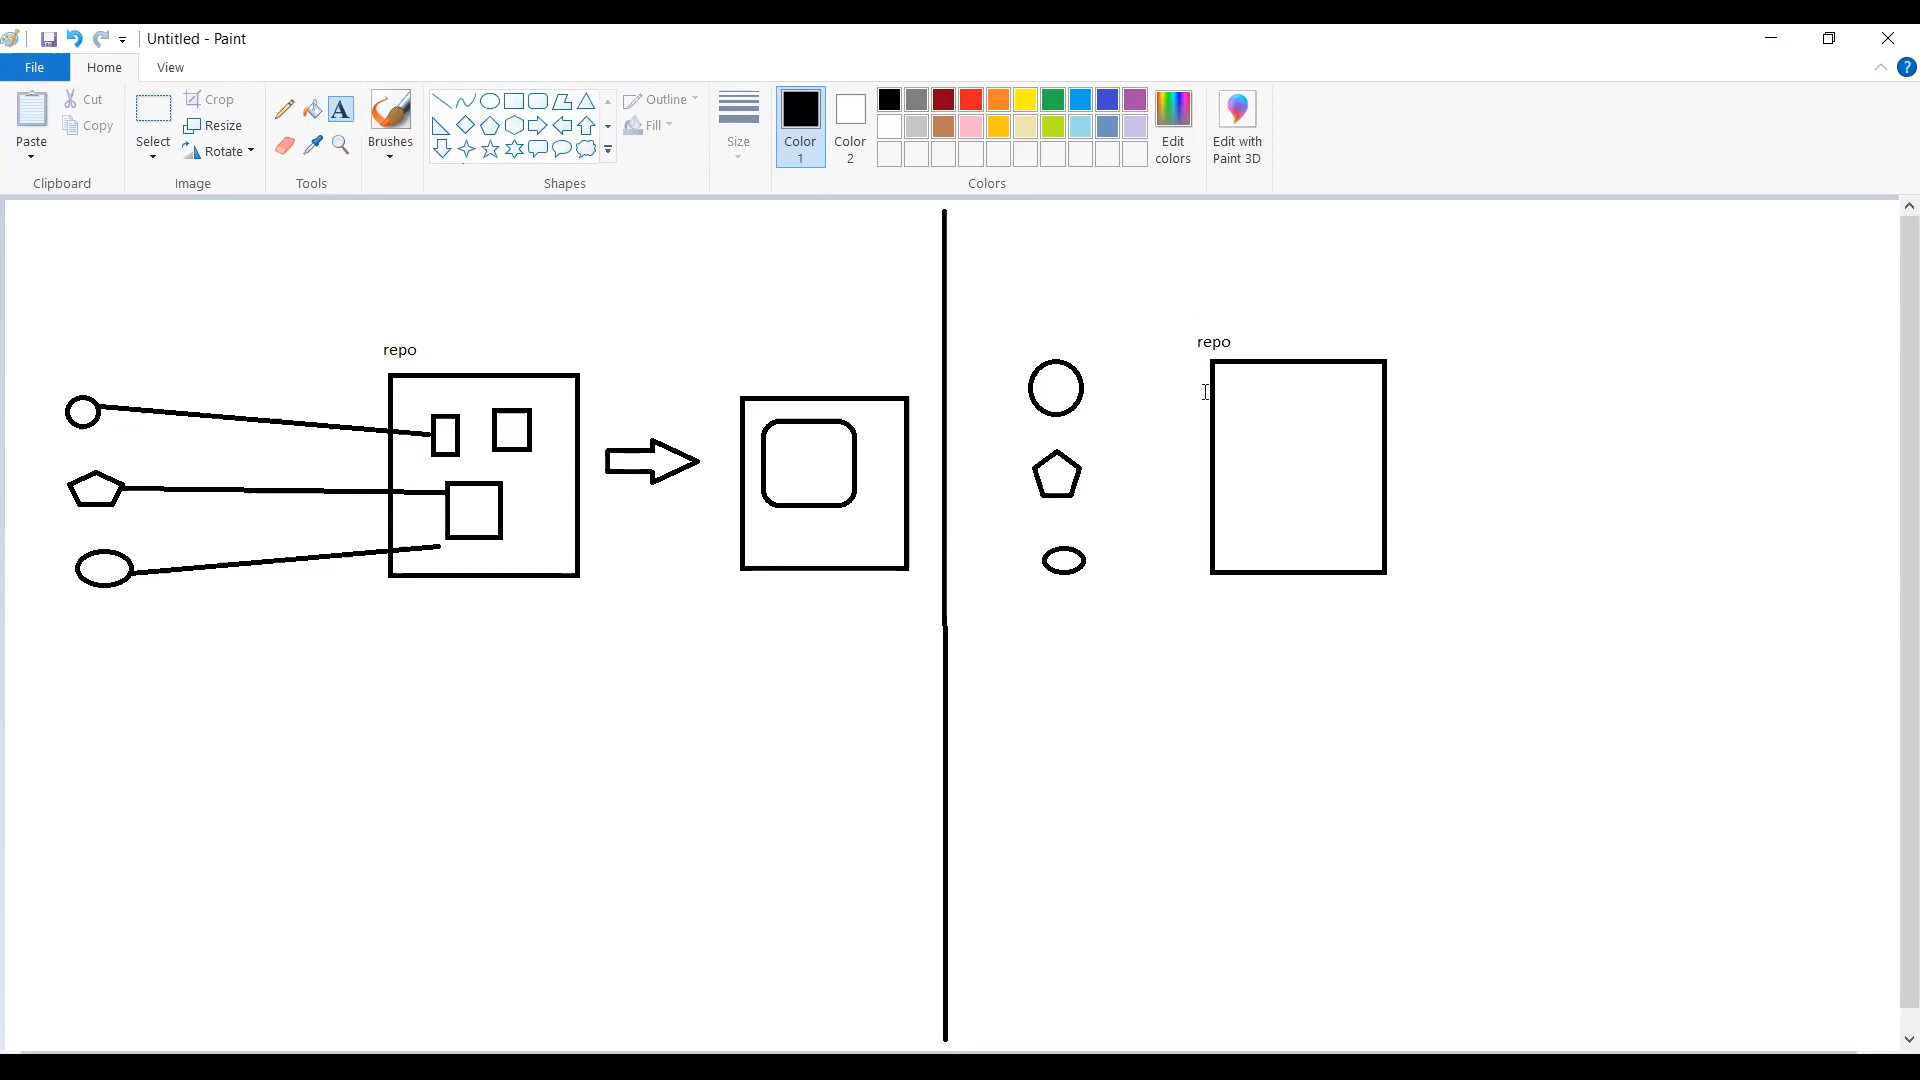 Untitled - Paint
File Home View
Paste
Cut
Copy
Clipboard
Select
Crop
Resize
Rotate
Image
A
Tools
Brushes
Shapes
Outline
Fill
Size
Color 1
Color 2
Colors
Edit colors
Edit with Paint 3D
?
repo
repo